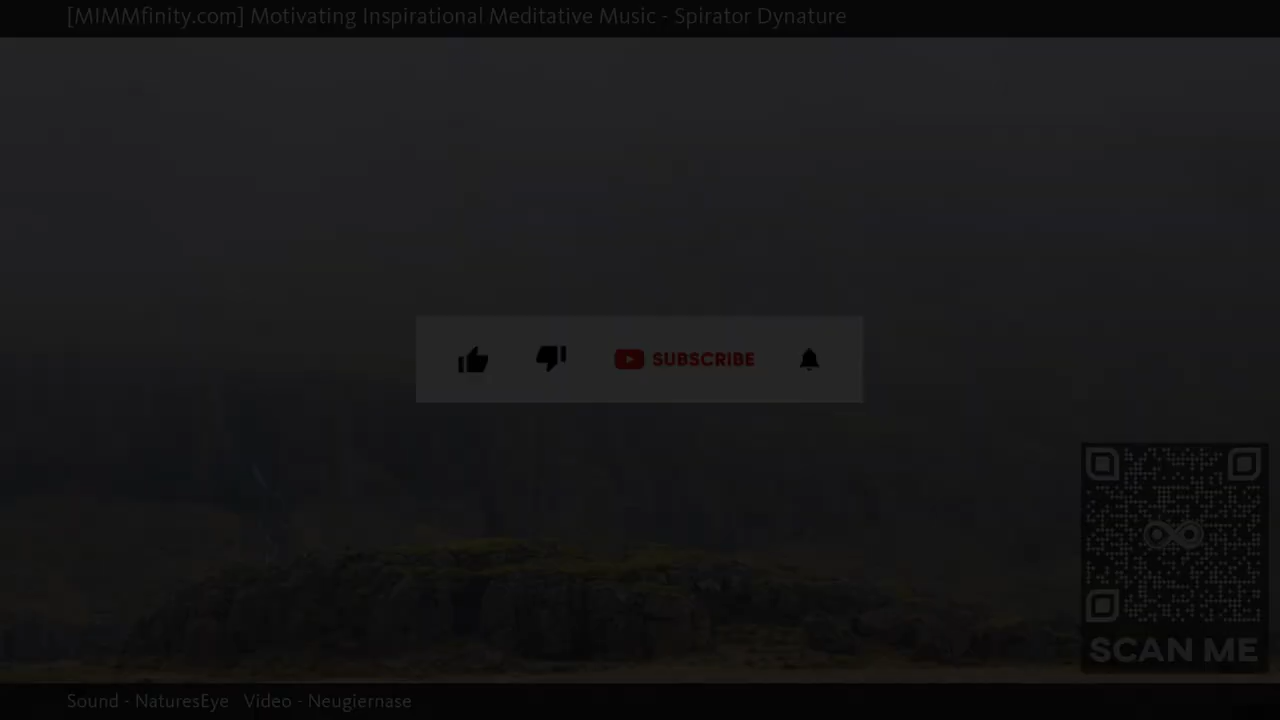 [MIMMfinity.com] Motivating Inspirational Meditative Music - Spirator Dynature
SUBSCRIBE
SCAN ME
Sound - NaturesEye Video - Neugiernase